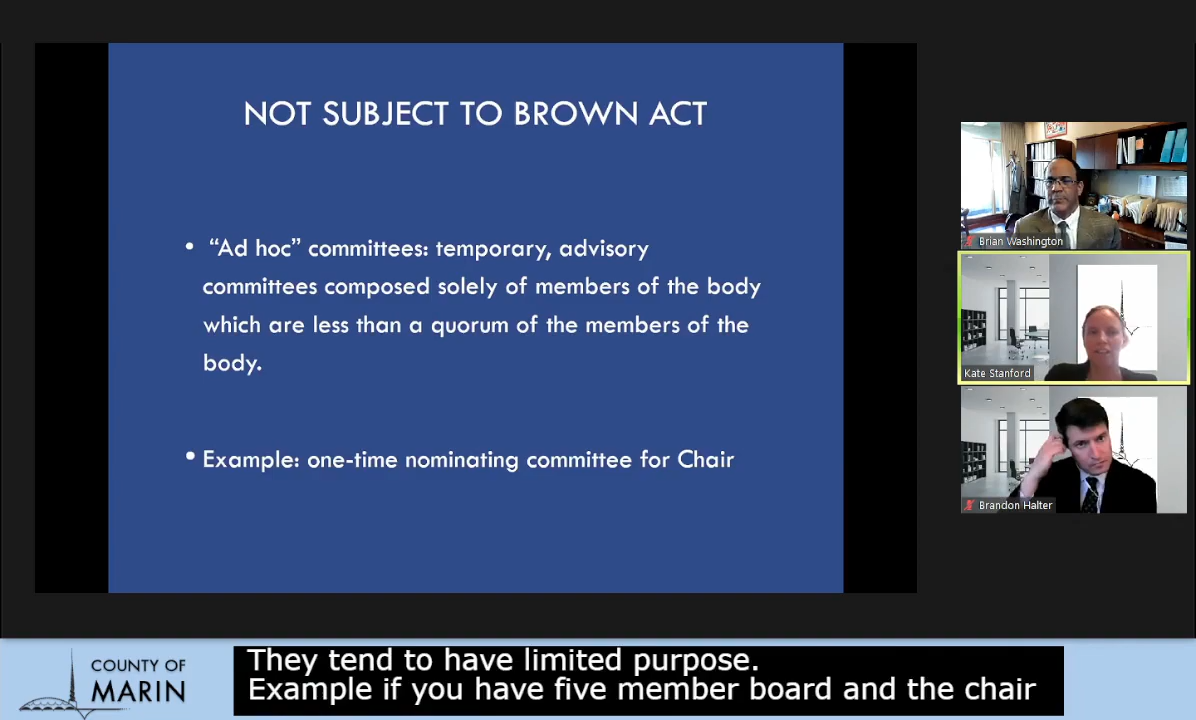 NOT SUBJECT TO BROWN ACT
• “Ad hoc” committees: temporary, advisory
committees composed solely of members of the body
which are less than a quorum of the members of the
body.
• Example: one-time nominating committee for Chair
Brian Washington
Kate Stanford
Brandon Halter
COUNTY OF
MARIN
They tend to have limited purpose.
Example if you have five member board and the chair